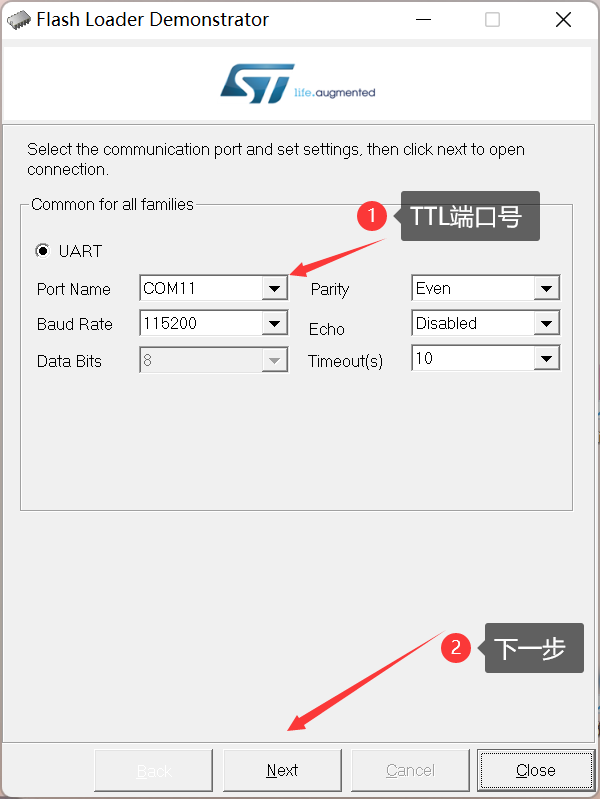 Flash Loader Demonstrator
ST
life.augmented
Select the communication port and set settings, then click next to open
connection.
Common for all families
1 TTL端口号
UART
Port Name COM11 Parity Even
Baud Rate 115200 Echo Disabled
Data Bits 8 Timeout(s) 10
2 下一步
Back Next Cancel Close